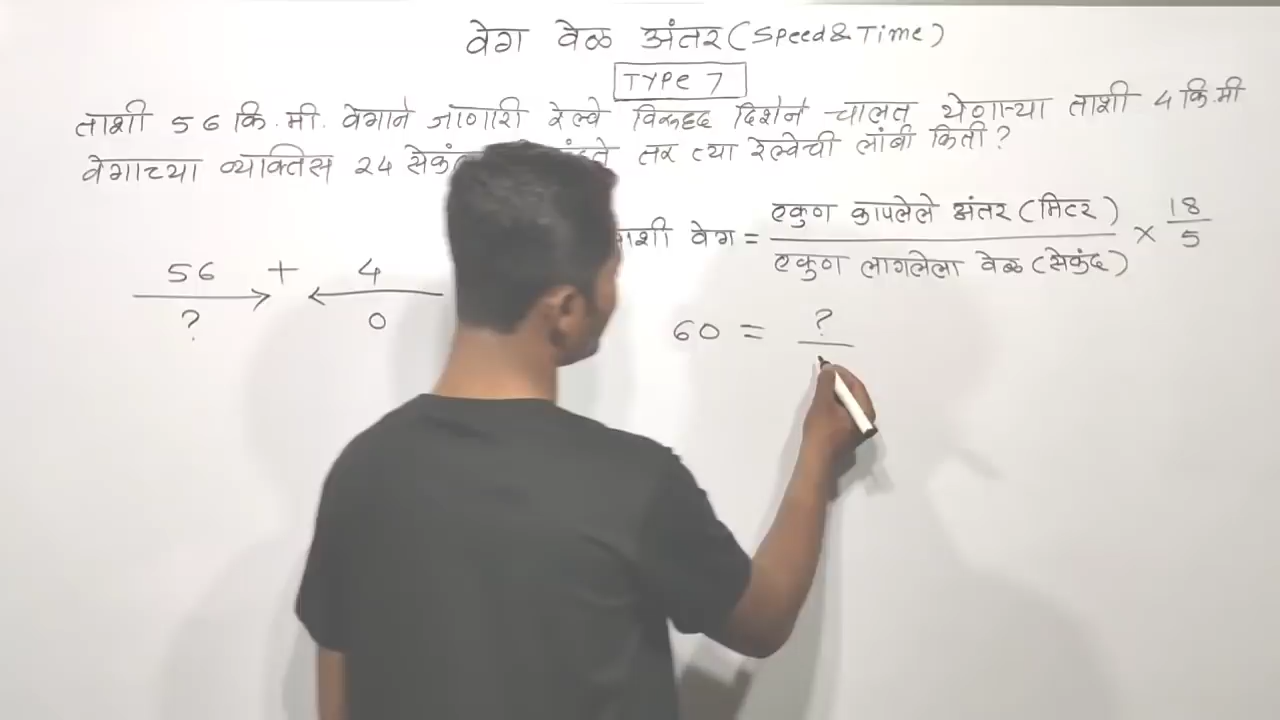 वेग वेळ अंतर (Speed & Time)
TYPE 7
ताशी 56 कि.मी. वेगाने जाणारी रेल्वे विरुद्ध दिशेने चालत येणाऱ्या ताशी 4 कि.मी
वेगाच्या व्यक्तिस 24 तर त्या रेल्वेची लांबी किती?
वेग = एकुण कापलेले अंतर (मिटर) / एकुण लागलेला वेळ (सेकुंद) × 18/5
56 + 4
? 0
60 = ?